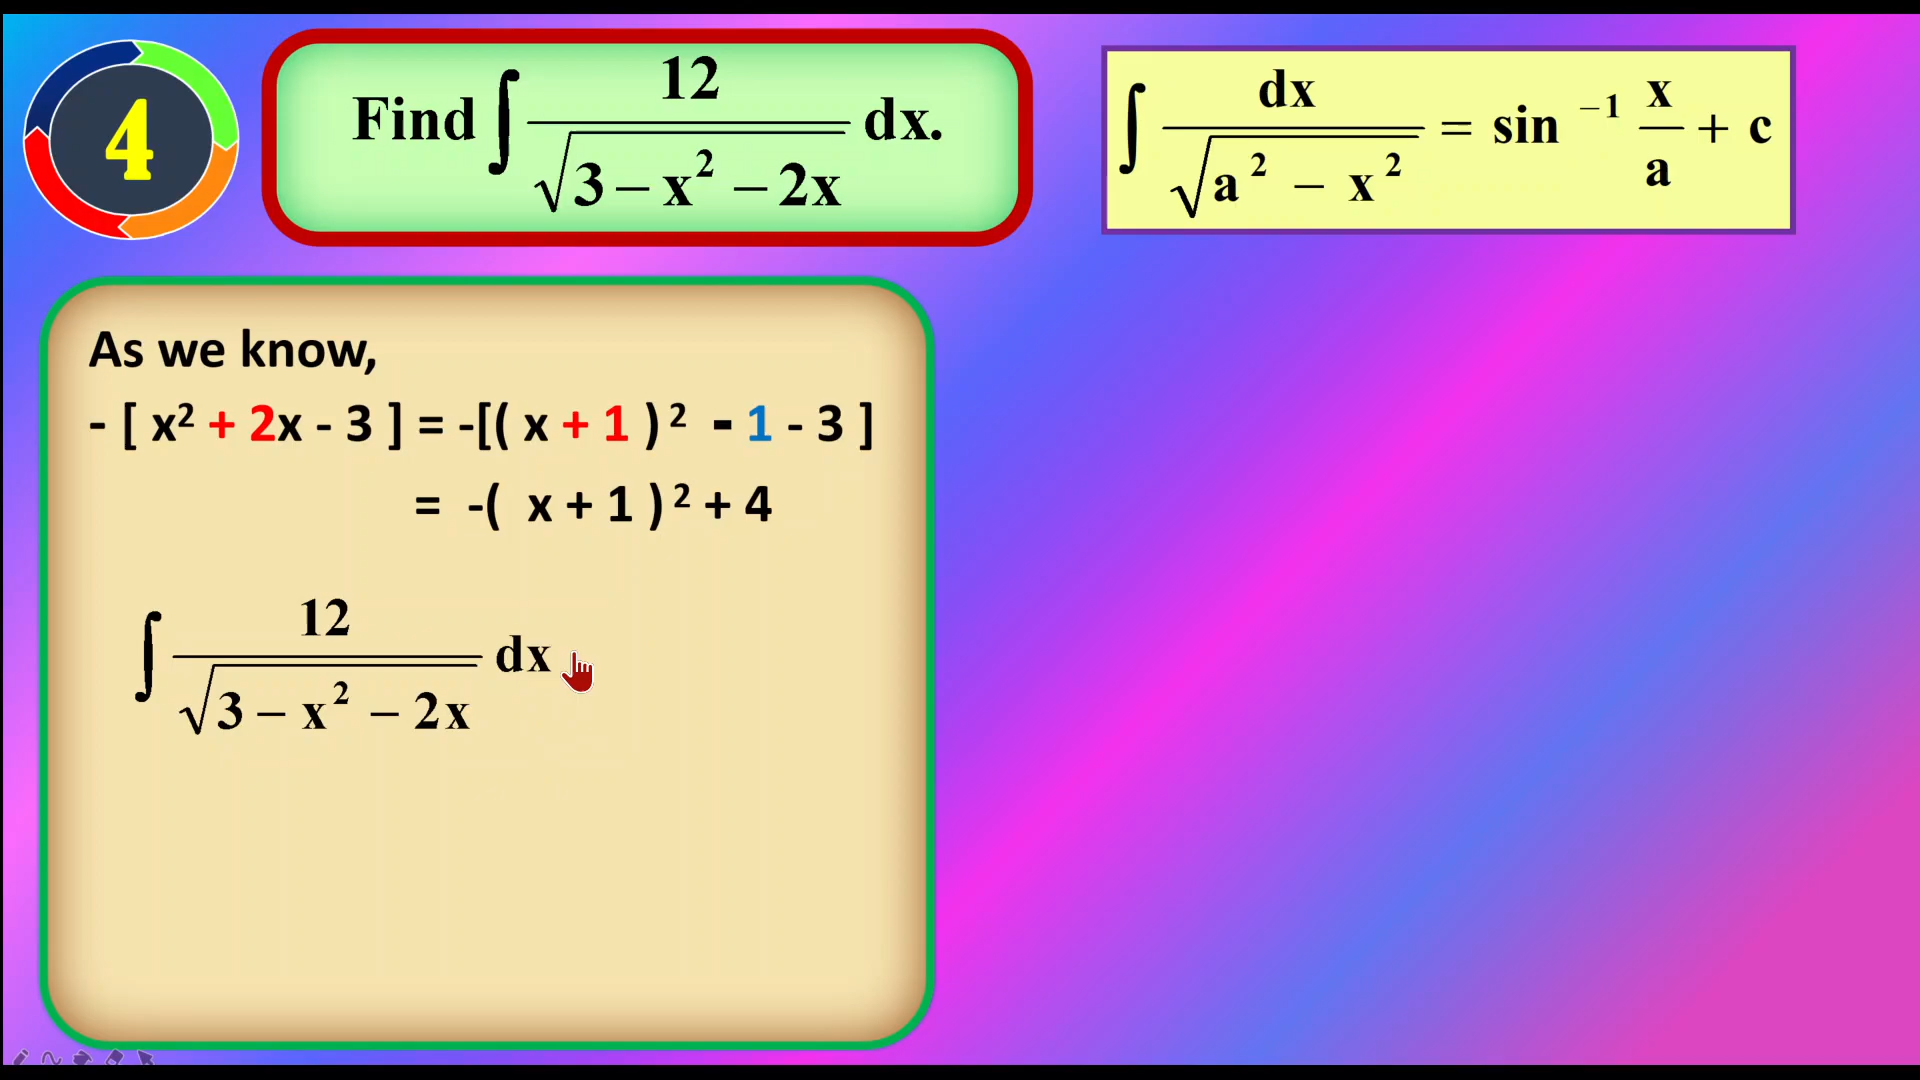 4
Find ∫ 12 / √(3 – x² – 2x) dx.
∫ dx / √(a² – x²) = sin⁻¹ x/a + c
As we know,
- [ x² + 2x - 3 ] = -[( x + 1 )² - 1 - 3 ]
= -( x + 1 )² + 4
∫ 12 / √(3 – x² – 2x) dx